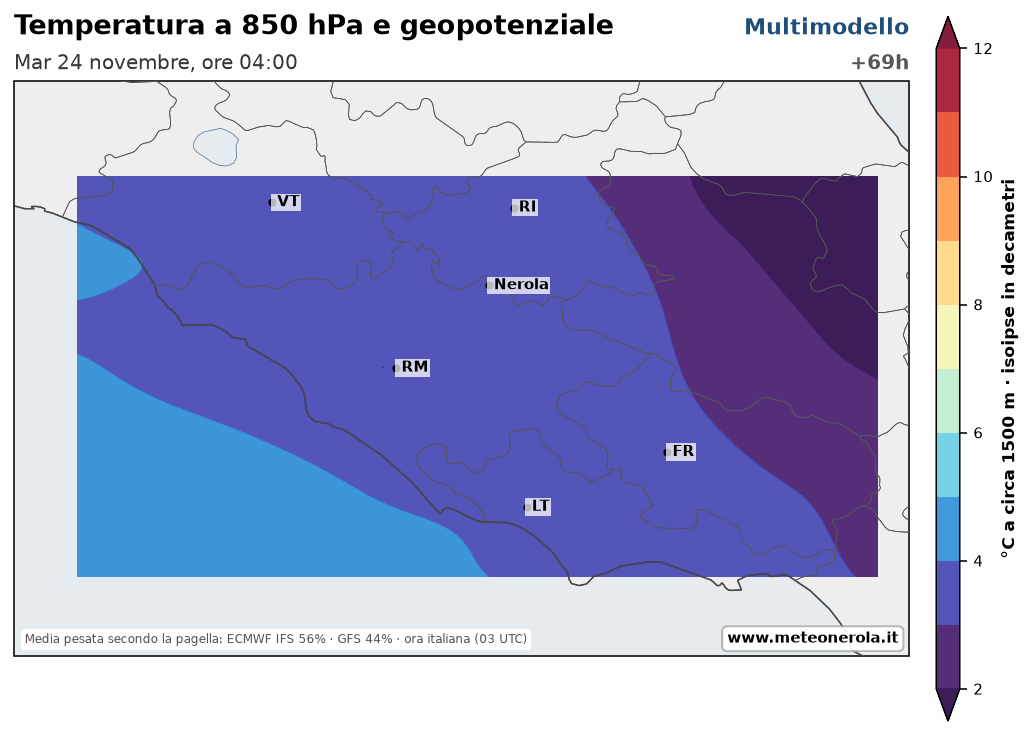 Temperatura a 850 hPa e geopotenziale
Multimodello
Mar 24 novembre, ore 04:00
+69h
VT
RI
Nerola
RM
FR
LT
12
10
8
6
4
2
°C a circa 1500 m · isoipse in decametri
Media pesata secondo la pagella: ECMWF IFS 56% · GFS 44% · ora italiana (03 UTC)
www.meteonerola.it